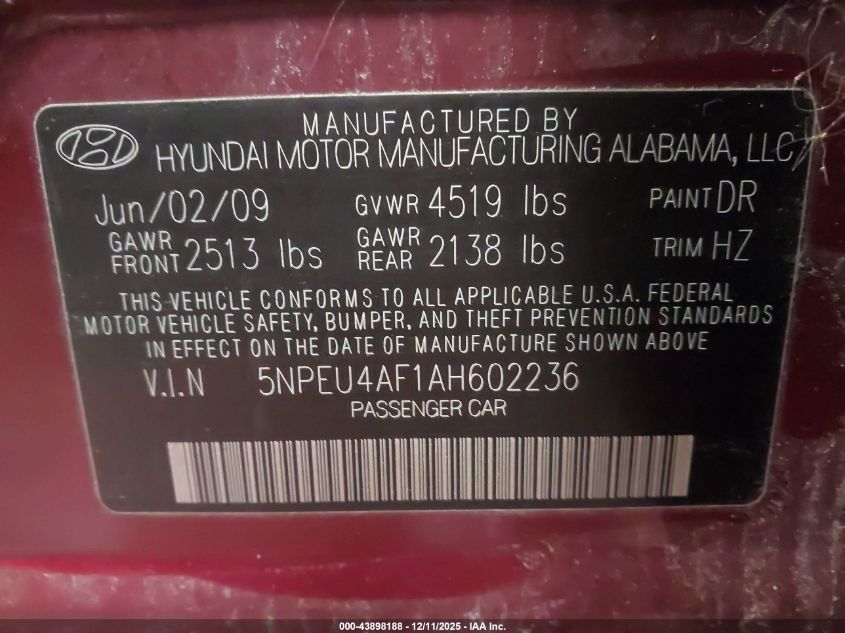 MANUFACTURED BY
HYUNDAI MOTOR MANUFACTURING ALABAMA, LLC
Jun/02/09 GVWR 4519 lbs PAINT DR
GAWR FRONT 2513 lbs GAWR REAR 2138 lbs TRIM HZ
THIS VEHICLE CONFORMS TO ALL APPLICABLE U.S.A. FEDERAL
MOTOR VEHICLE SAFETY, BUMPER, AND THEFT PREVENTION STANDARDS
IN EFFECT ON THE DATE OF MANUFACTURE SHOWN ABOVE
V.I.N 5NPEU4AF1AH602236
PASSENGER CAR
000-43898188 - 12/11/2025 - IAA Inc.